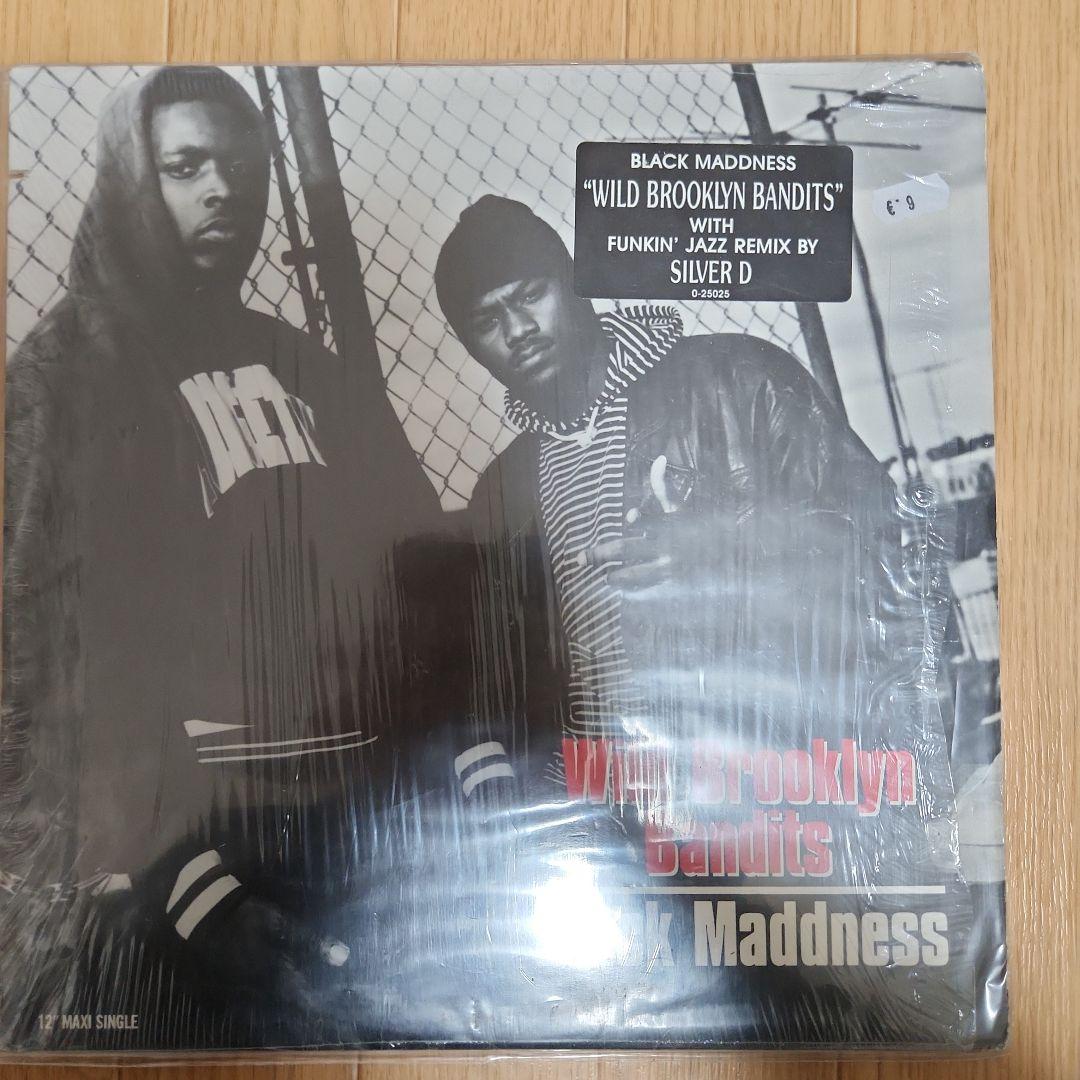 BLACK MADDNESS
"WILD BROOKLYN BANDITS"
WITH
FUNKIN' JAZZ REMIX BY
SILVER D
0-25025
€ 9
Wild Brooklyn
Bandits
Maddness
12" MAXI SINGLE